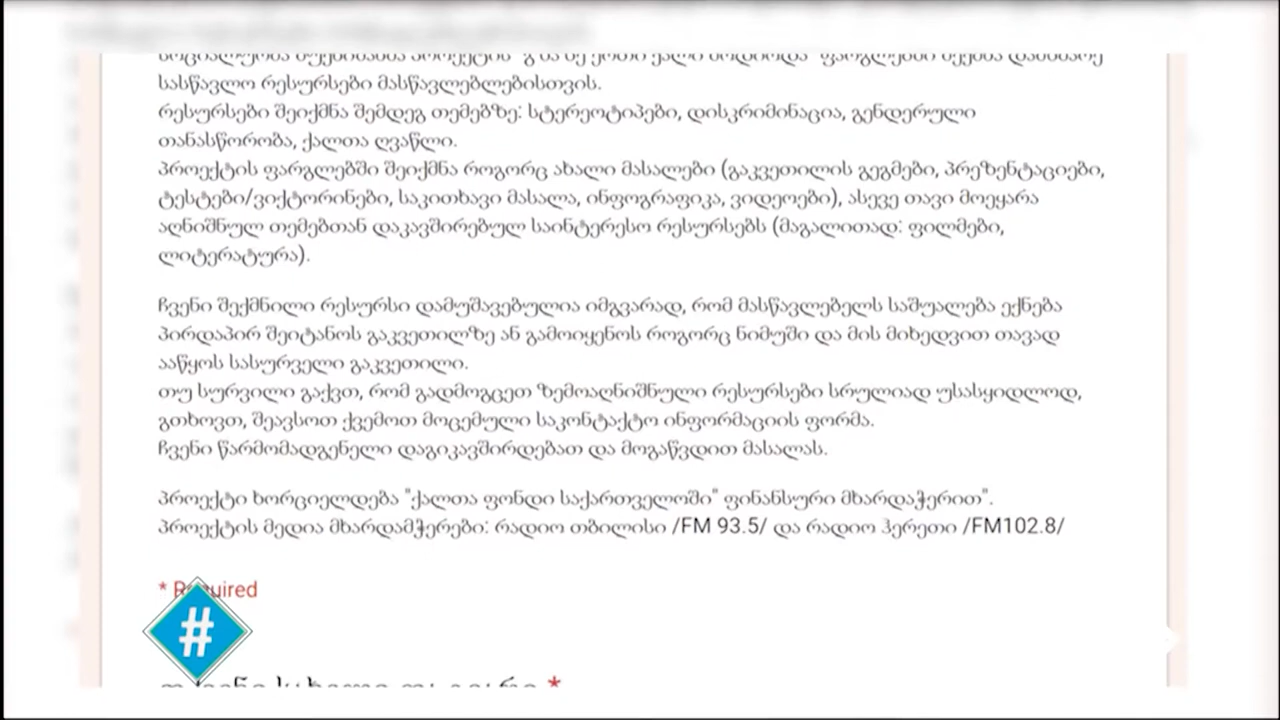 სასწავლო რესურსები მასწავლებლებისთვის.
რესურსები შეიქმნა შემდეგ თემებზე: სტერეოტიპები, დისკრიმინაცია, გენდერული
თანასწორობა, ქალთა ღვაწლი.
პროექტის ფარგლებში შეიქმნა როგორც ახალი მასალები (გაკვეთილის გეგმები, პრეზენტაციები,
ტესტები/ვიქტორინები, საკითხავი მასალა, ინფოგრაფიკა, ვიდეოები), ასევე თავი მოეყარა
აღნიშნულ თემებთან დაკავშირებულ საინტერესო რესურსებს (მაგალითად: ფილმები,
ლიტერატურა).
ჩვენი შექმნილი რესურსი დამუშავებულია იმგვარად, რომ მასწავლებელს საშუალება ექნება
პირდაპირ შეიტანოს გაკვეთილზე ან გამოიყენოს როგორც ნიმუში და მის მიხედვით თავად
ააწყოს სასურველი გაკვეთილი.
თუ სურვილი გაქვთ, რომ გადმოგცეთ ზემოაღნიშნული რესურსები სრულიად უსასყიდლოდ,
გთხოვთ, შეავსოთ ქვემოთ მოცემული საკონტაქტო ინფორმაციის ფორმა.
ჩვენი წარმომადგენელი დაგიკავშირდებათ და მოგაწვდით მასალას.
პროექტი ხორციელდება "ქალთა ფონდი საქართველოში" ფინანსური მხარდაჭერით".
პროექტის მედია მხარდამჭერები: რადიო თბილისი /FM 93.5/ და რადიო ჰერეთი /FM102.8/
* Required
#